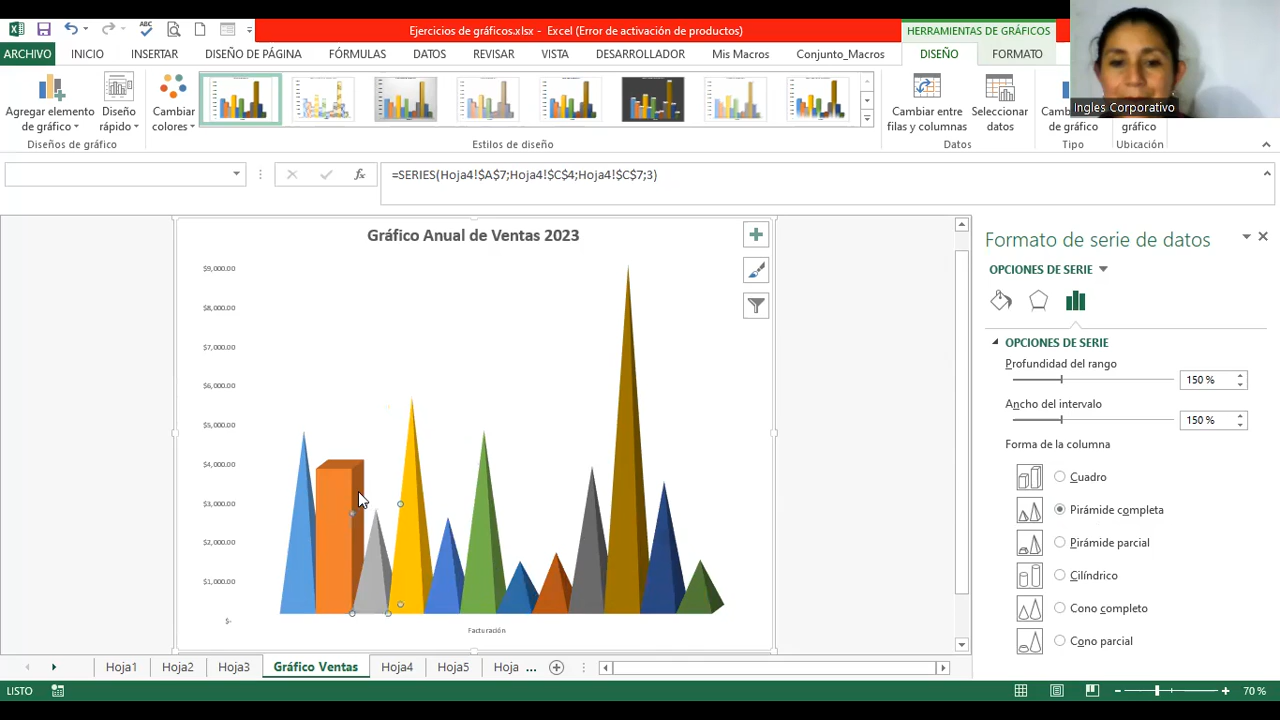 Ejercicios de gráficos.xlsx - Excel (Error de activación de productos)
HERRAMIENTAS DE GRÁFICOS
ARCHIVO INICIO INSERTAR DISEÑO DE PÁGINA FÓRMULAS DATOS REVISAR VISTA DESARROLLADOR Mis Macros Conjunto_Macros DISEÑO FORMATO
Ingles Corporativo
Agregar elemento de gráfico
Diseño rápido
Cambiar colores
Cambiar entre filas y columnas
Seleccionar datos
de gráfico
gráfico
Diseños de gráfico
Estilos de diseño
Datos
Tipo
Ubicación
=SERIES(Hoja4!$A$7;Hoja4!$C$4;Hoja4!$C$7;3)
Gráfico Anual de Ventas 2023
$9,000.00
$8,000.00
$7,000.00
$6,000.00
$5,000.00
$4,000.00
$3,000.00
$2,000.00
$1,000.00
$-
Facturación
Formato de serie de datos
OPCIONES DE SERIE
OPCIONES DE SERIE
Profundidad del rango
150 %
Ancho del intervalo
150 %
Forma de la columna
Cuadro
Pirámide completa
Pirámide parcial
Cilíndrico
Cono completo
Cono parcial
Hoja1 Hoja2 Hoja3 Gráfico Ventas Hoja4 Hoja5 Hoja ...
LISTO
70 %